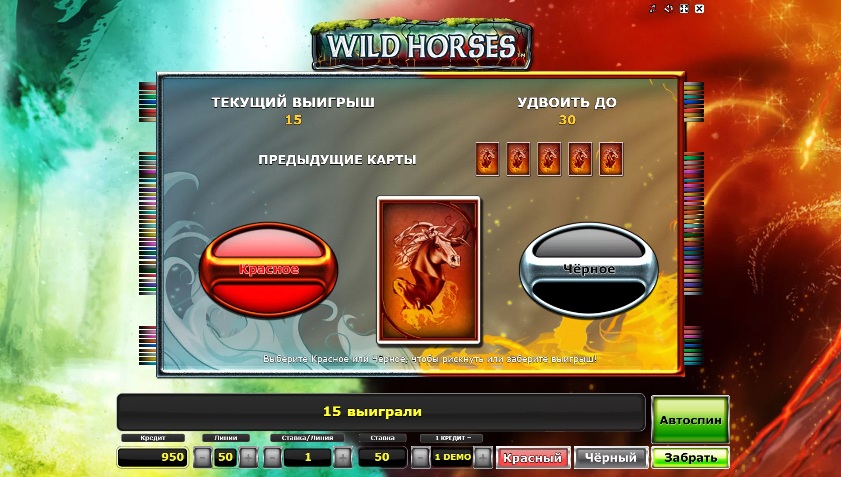 WILD HORSES
ТЕКУЩИЙ ВЫИГРЫШ
15
УДВОИТЬ ДО
30
ПРЕДЫДУЩИЕ КАРТЫ
Красное
Чёрное
Выберите Красное или Чёрное, чтобы рискнуть или заберите выигрыш!
15 выиграли
Автоспин
Кредит Линии Ставка/Линия Ставка 1 КРЕДИТ =
950 - 50 + - 1 + 50 - 1 DEMO + Красный Чёрный Забрать